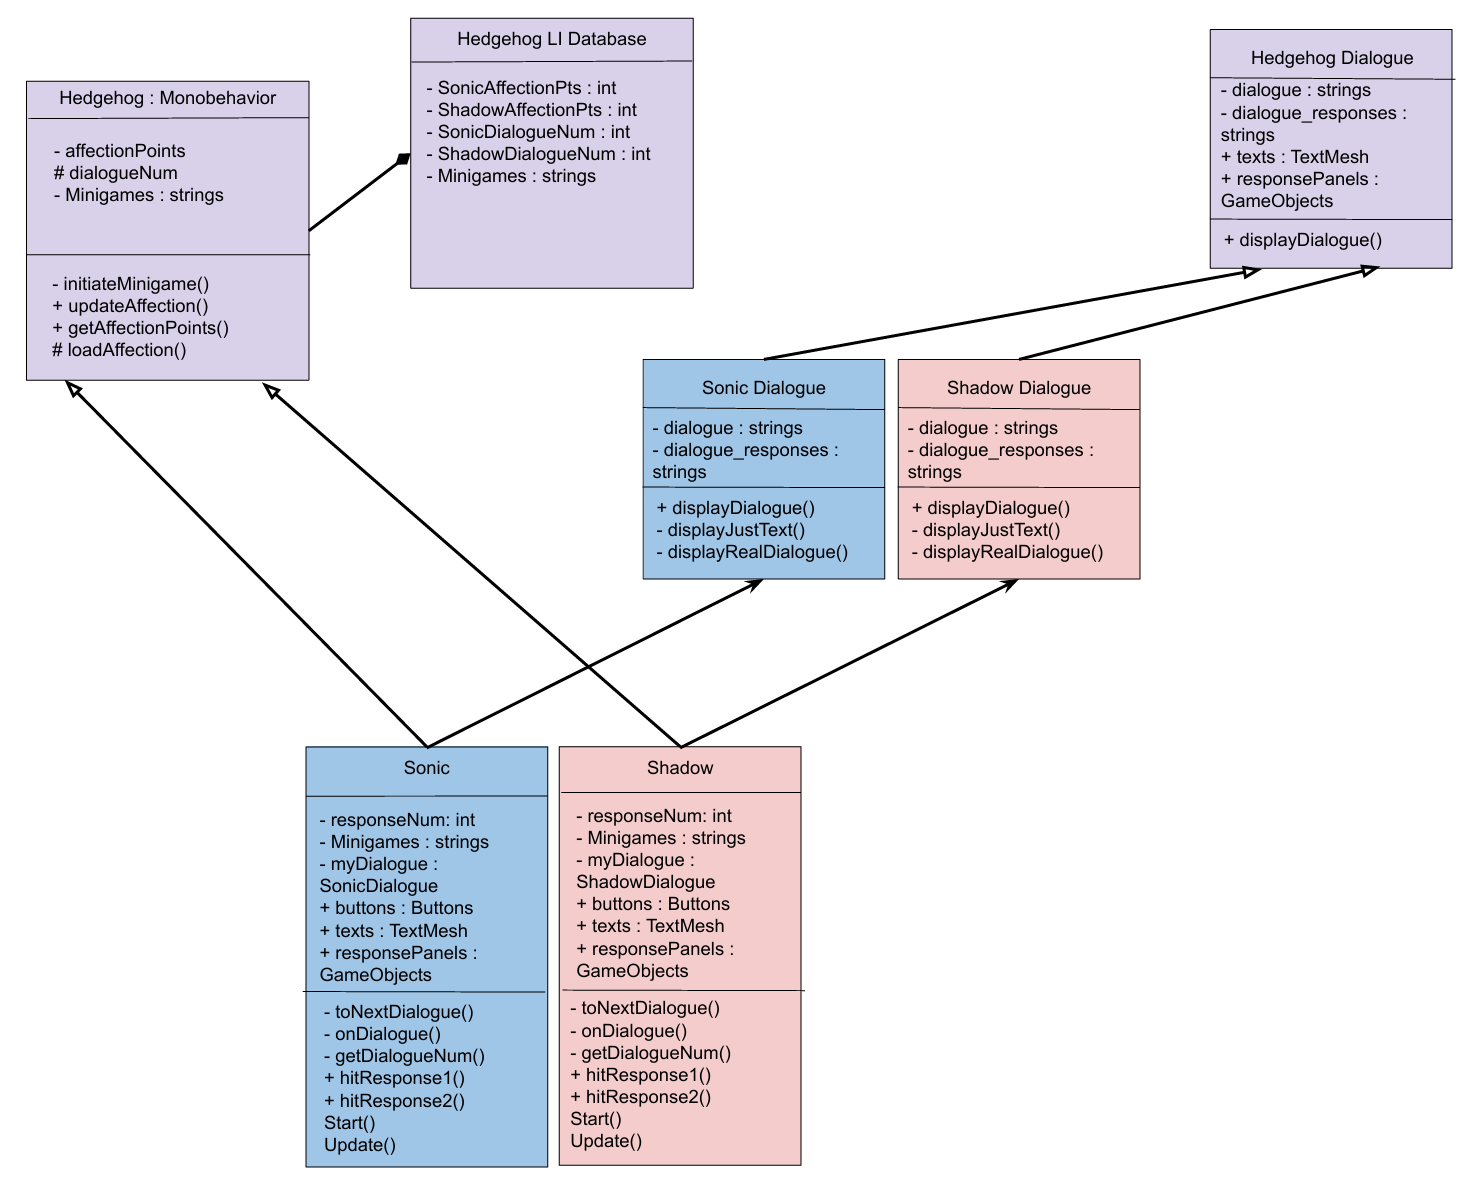 Hedgehog LI Database
- SonicAffectionPts : int
- ShadowAffectionPts : int
- SonicDialogueNum : int
- ShadowDialogueNum : int
- Minigames : strings
Hedgehog : Monobehavior
- affectionPoints
# dialogueNum
- Minigames : strings
- initiateMinigame()
+ updateAffection()
+ getAffectionPoints()
# loadAffection()
Hedgehog Dialogue
- dialogue : strings
- dialogue_responses :
strings
+ texts : TextMesh
+ responsePanels :
GameObjects
+ displayDialogue()
Sonic Dialogue
- dialogue : strings
- dialogue_responses :
strings
+ displayDialogue()
- displayJustText()
- displayRealDialogue()
Shadow Dialogue
- dialogue : strings
- dialogue_responses :
strings
+ displayDialogue()
- displayJustText()
- displayRealDialogue()
Sonic
- responseNum: int
- Minigames : strings
- myDialogue :
SonicDialogue
+ buttons : Buttons
+ texts : TextMesh
+ responsePanels :
GameObjects
- toNextDialogue()
- onDialogue()
- getDialogueNum()
+ hitResponse1()
+ hitResponse2()
Start()
Update()
Shadow
- responseNum: int
- Minigames : strings
- myDialogue :
ShadowDialogue
+ buttons : Buttons
+ texts : TextMesh
+ responsePanels :
GameObjects
- toNextDialogue()
- onDialogue()
- getDialogueNum()
+ hitResponse1()
+ hitResponse2()
Start()
Update()